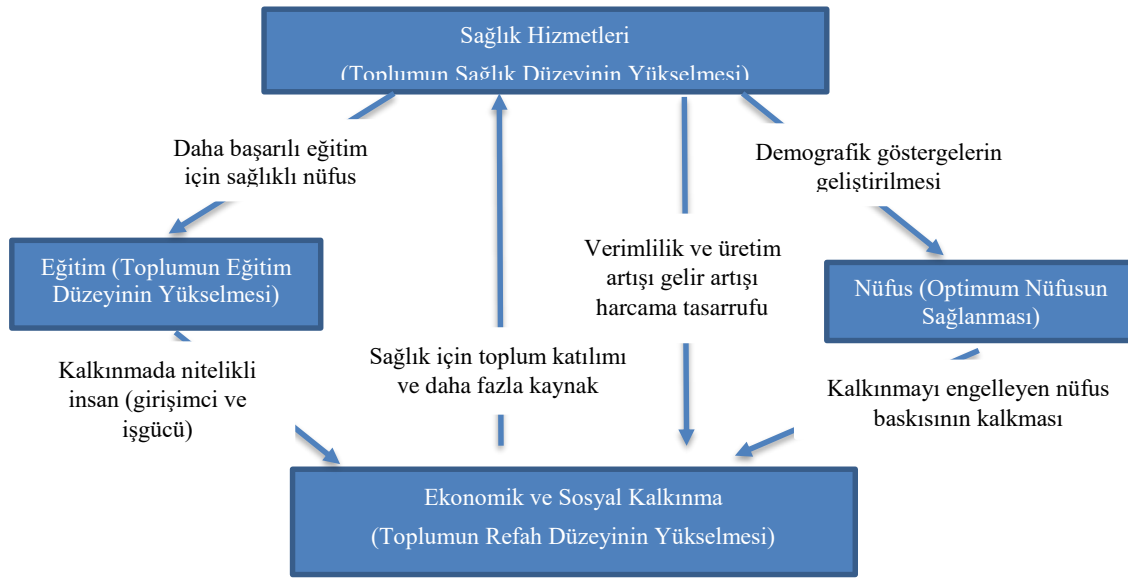 Sağlık Hizmetleri
(Toplumun Sağlık Düzeyinin Yükselmesi)
Daha başarılı eğitim
için sağlıklı nüfus
Demografik göstergelerin
geliştirilmesi
Eğitim (Toplumun Eğitim
Düzeyinin Yükselmesi)
Verimlilik ve üretim
artışı gelir artışı
harcama tasarrufu
Nüfus (Optimum Nüfusun
Sağlanması)
Kalkınmada nitelikli
insan (girişimci ve
işgücü)
Sağlık için toplum katılımı
ve daha fazla kaynak
Kalkınmayı engelleyen nüfus
baskısının kalkması
Ekonomik ve Sosyal Kalkınma
(Toplumun Refah Düzeyinin Yükselmesi)